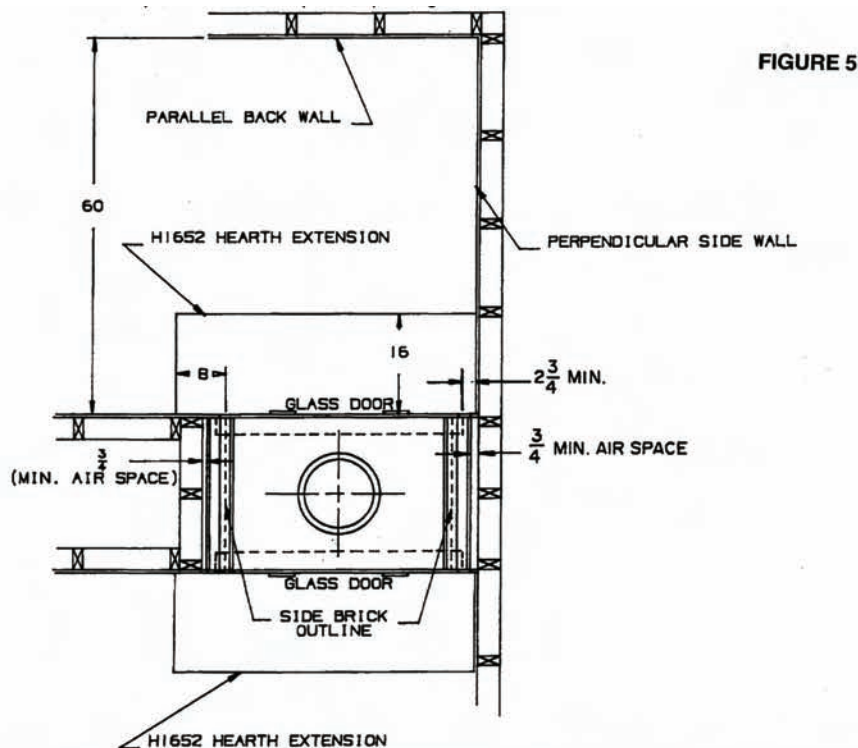 FIGURE 5
PARALLEL BACK WALL
60
H1652 HEARTH EXTENSION
PERPENDICULAR SIDE WALL
16
8
2 3/4 MIN.
GLASS DOOR
3/4
(MIN. AIR SPACE)
3/4 MIN. AIR SPACE
GLASS DOOR
SIDE BRICK
OUTLINE
H1652 HEARTH EXTENSION